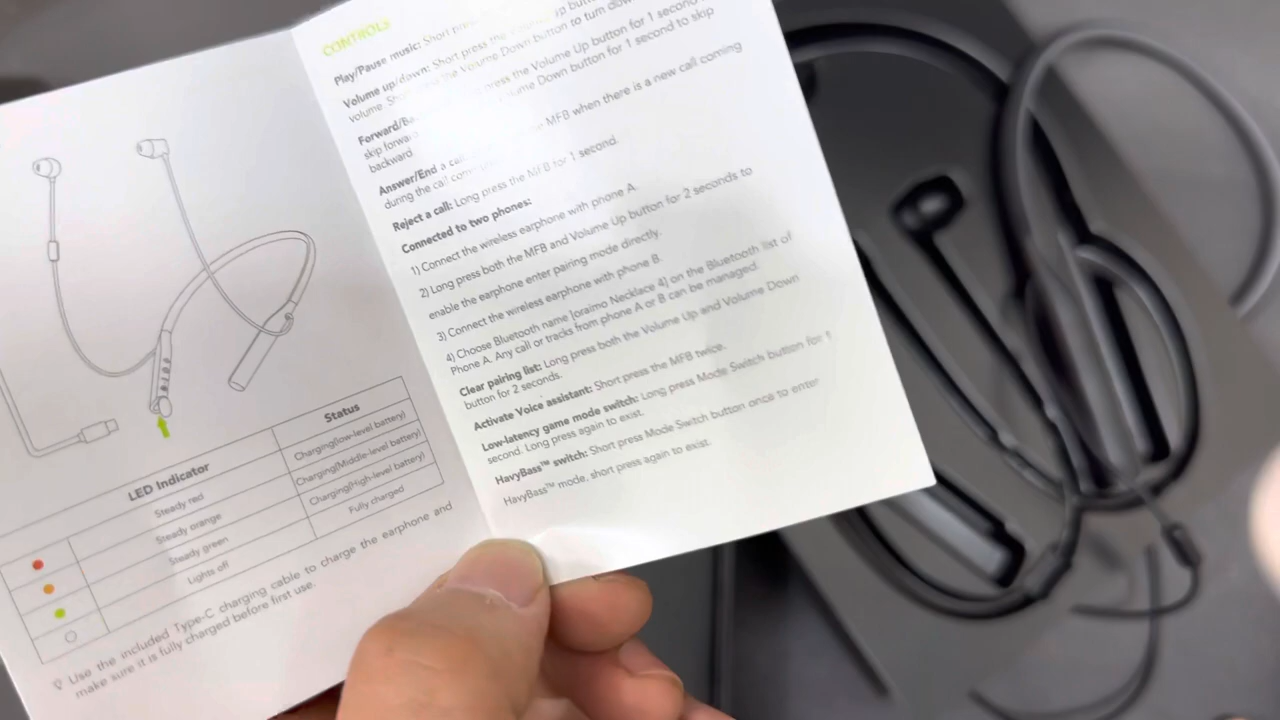 LED Indicator
Status
Steady red
Charging(low-level battery)
Steady orange
Charging(Middle-level battery)
Steady green
Charging(High-level battery)
Lights off
Fully charged
Use the included Type-C charging cable to charge the earphone and
make sure it is fully charged before first use.
CONTROLS
Play/Pause music: Short
Volume up/down: Short press the
volume. the Volume Down button to turn down
press the Volume Up button for 1 second
skip forward Volume Down button for 1 second to skip
backward
Answer/End a call MFB when there is a new call coming
during the call
Reject a call: Long press the MFB for 1 second.
Connected to two phones:
1) Connect the wireless earphone with phone A.
2) Long press both the MFB and Volume Up button for 2 seconds to
enable the earphone enter pairing mode directly.
3) Connect the wireless earphone with phone B.
4) Choose Bluetooth name [oraimo Necklace 4] on the Bluetooth list of
Phone A. Any call or tracks from phone A or B can be managed.
Clear pairing list: Long press both the Volume Up and Volume Down
button for 2 seconds.
Activate Voice assistant: Short press the MFB twice.
Low-latency game mode switch: Long press Mode Switch button for 1
second. Long press again to exist.
HavyBass™ switch: Short press Mode Switch button once to enter
HavyBass™ mode, short press again to exist.